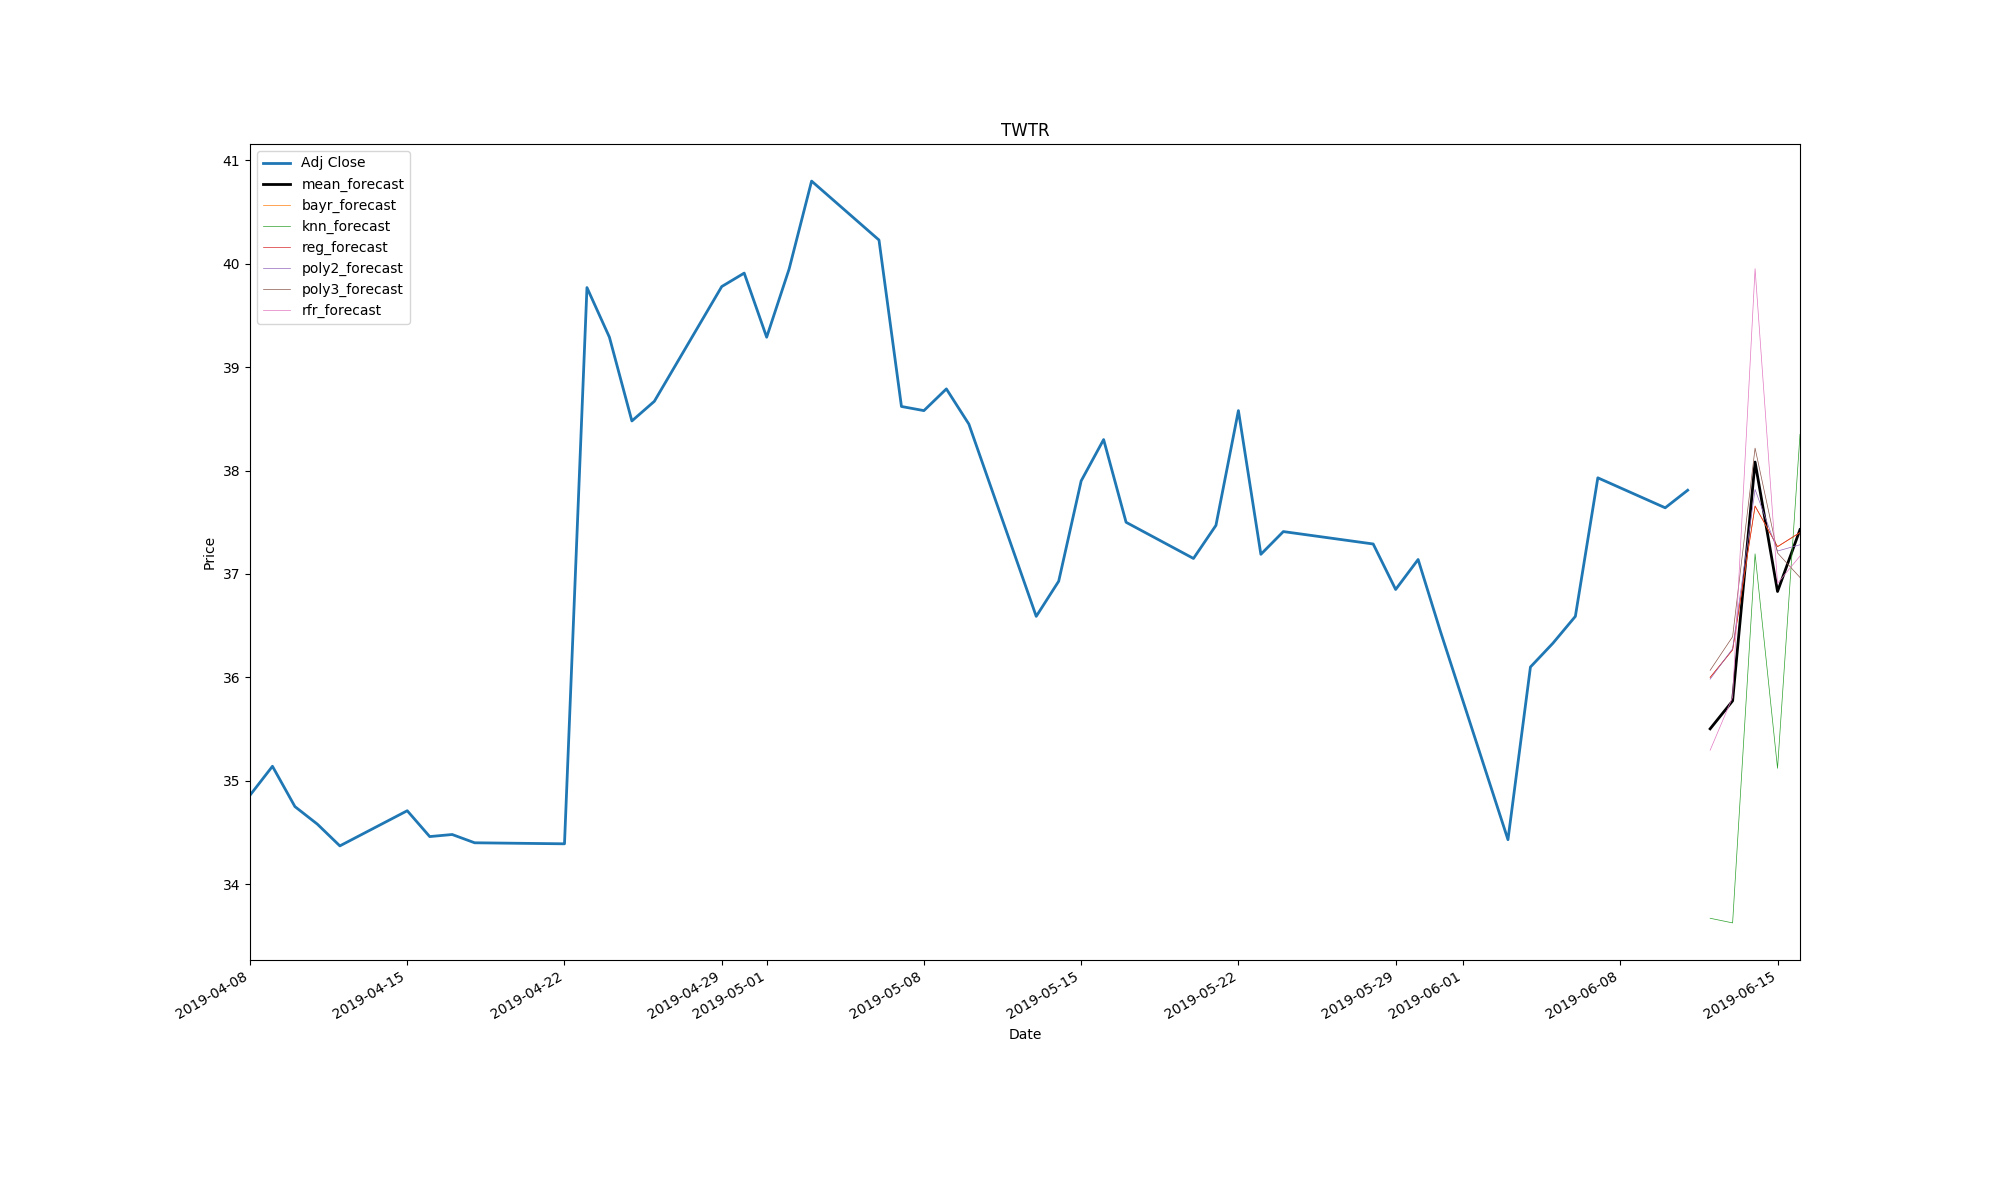 TWTR
41
40
39
38
37
36
35
34
Price
Adj Close
mean_forecast
bayr_forecast
knn_forecast
reg_forecast
poly2_forecast
poly3_forecast
rfr_forecast
2019-04-08
2019-04-15
2019-04-22
2019-04-29
2019-05-01
2019-05-08
2019-05-15
2019-05-22
2019-05-29
2019-06-01
2019-06-08
2019-06-15
Date